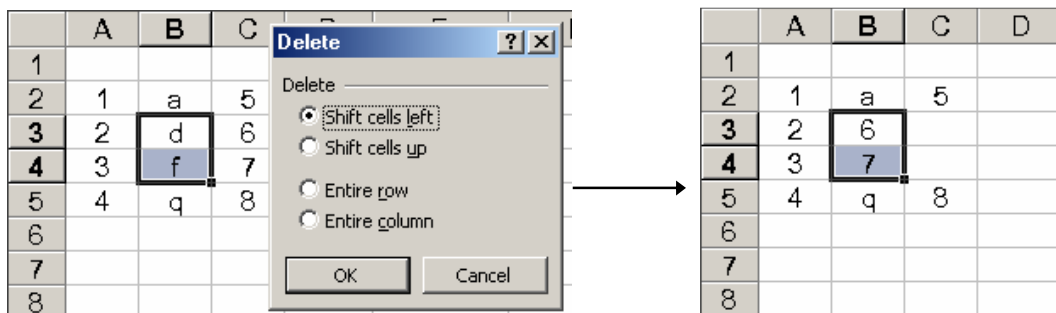 A B C
1
2 1 a 5
3 2 d 6
4 3 f 7
5 4 q 8
6
7
8
Delete
Delete
Shift cells left
Shift cells up
Entire row
Entire column
OK Cancel
A B C D
1
2 1 a 5
3 2 6
4 3 7
5 4 q 8
6
7
8